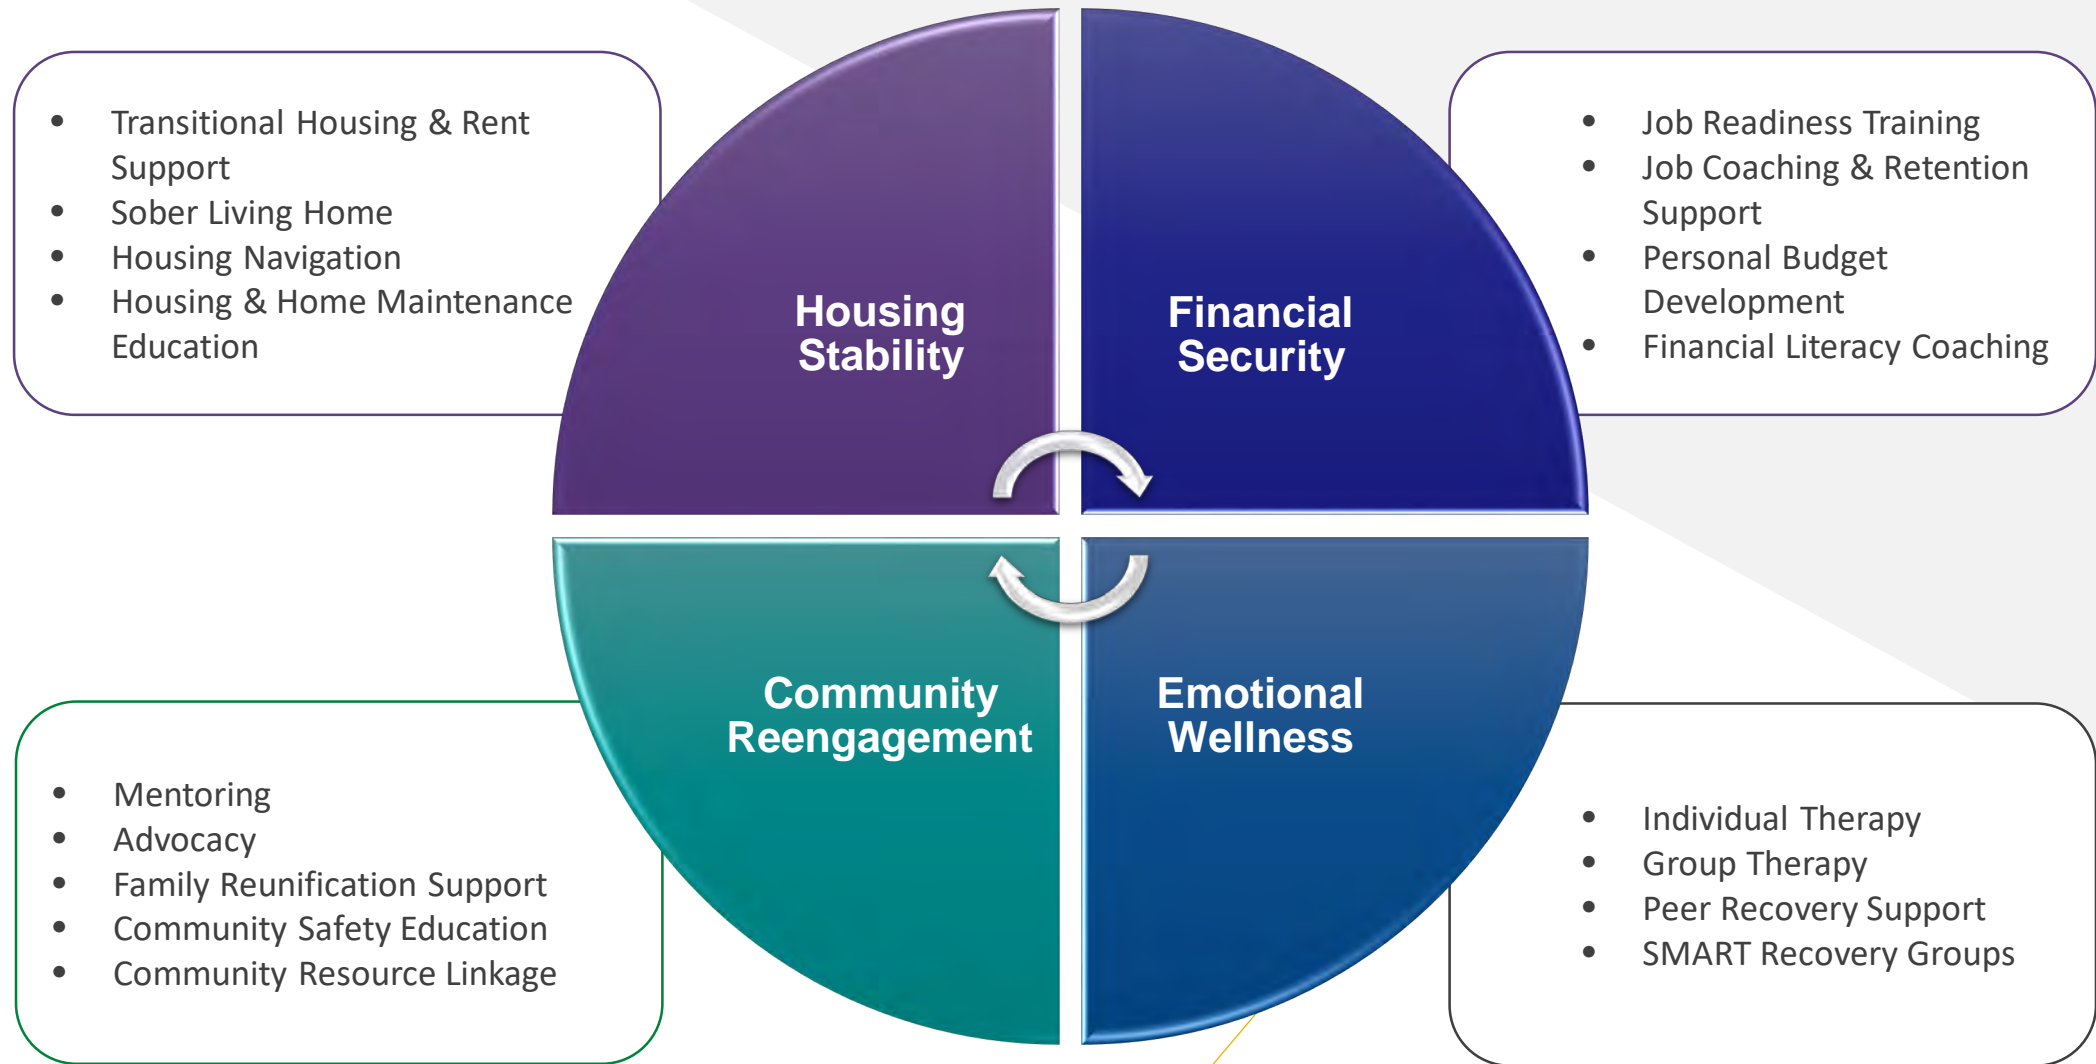 • Transitional Housing & Rent
Support
• Sober Living Home
• Housing Navigation
• Housing & Home Maintenance
Education
Housing
Stability
Financial
Security
• Job Readiness Training
• Job Coaching & Retention
Support
• Personal Budget
Development
• Financial Literacy Coaching
• Mentoring
• Advocacy
• Family Reunification Support
• Community Safety Education
• Community Resource Linkage
Community
Reengagement
Emotional
Wellness
• Individual Therapy
• Group Therapy
• Peer Recovery Support
• SMART Recovery Groups